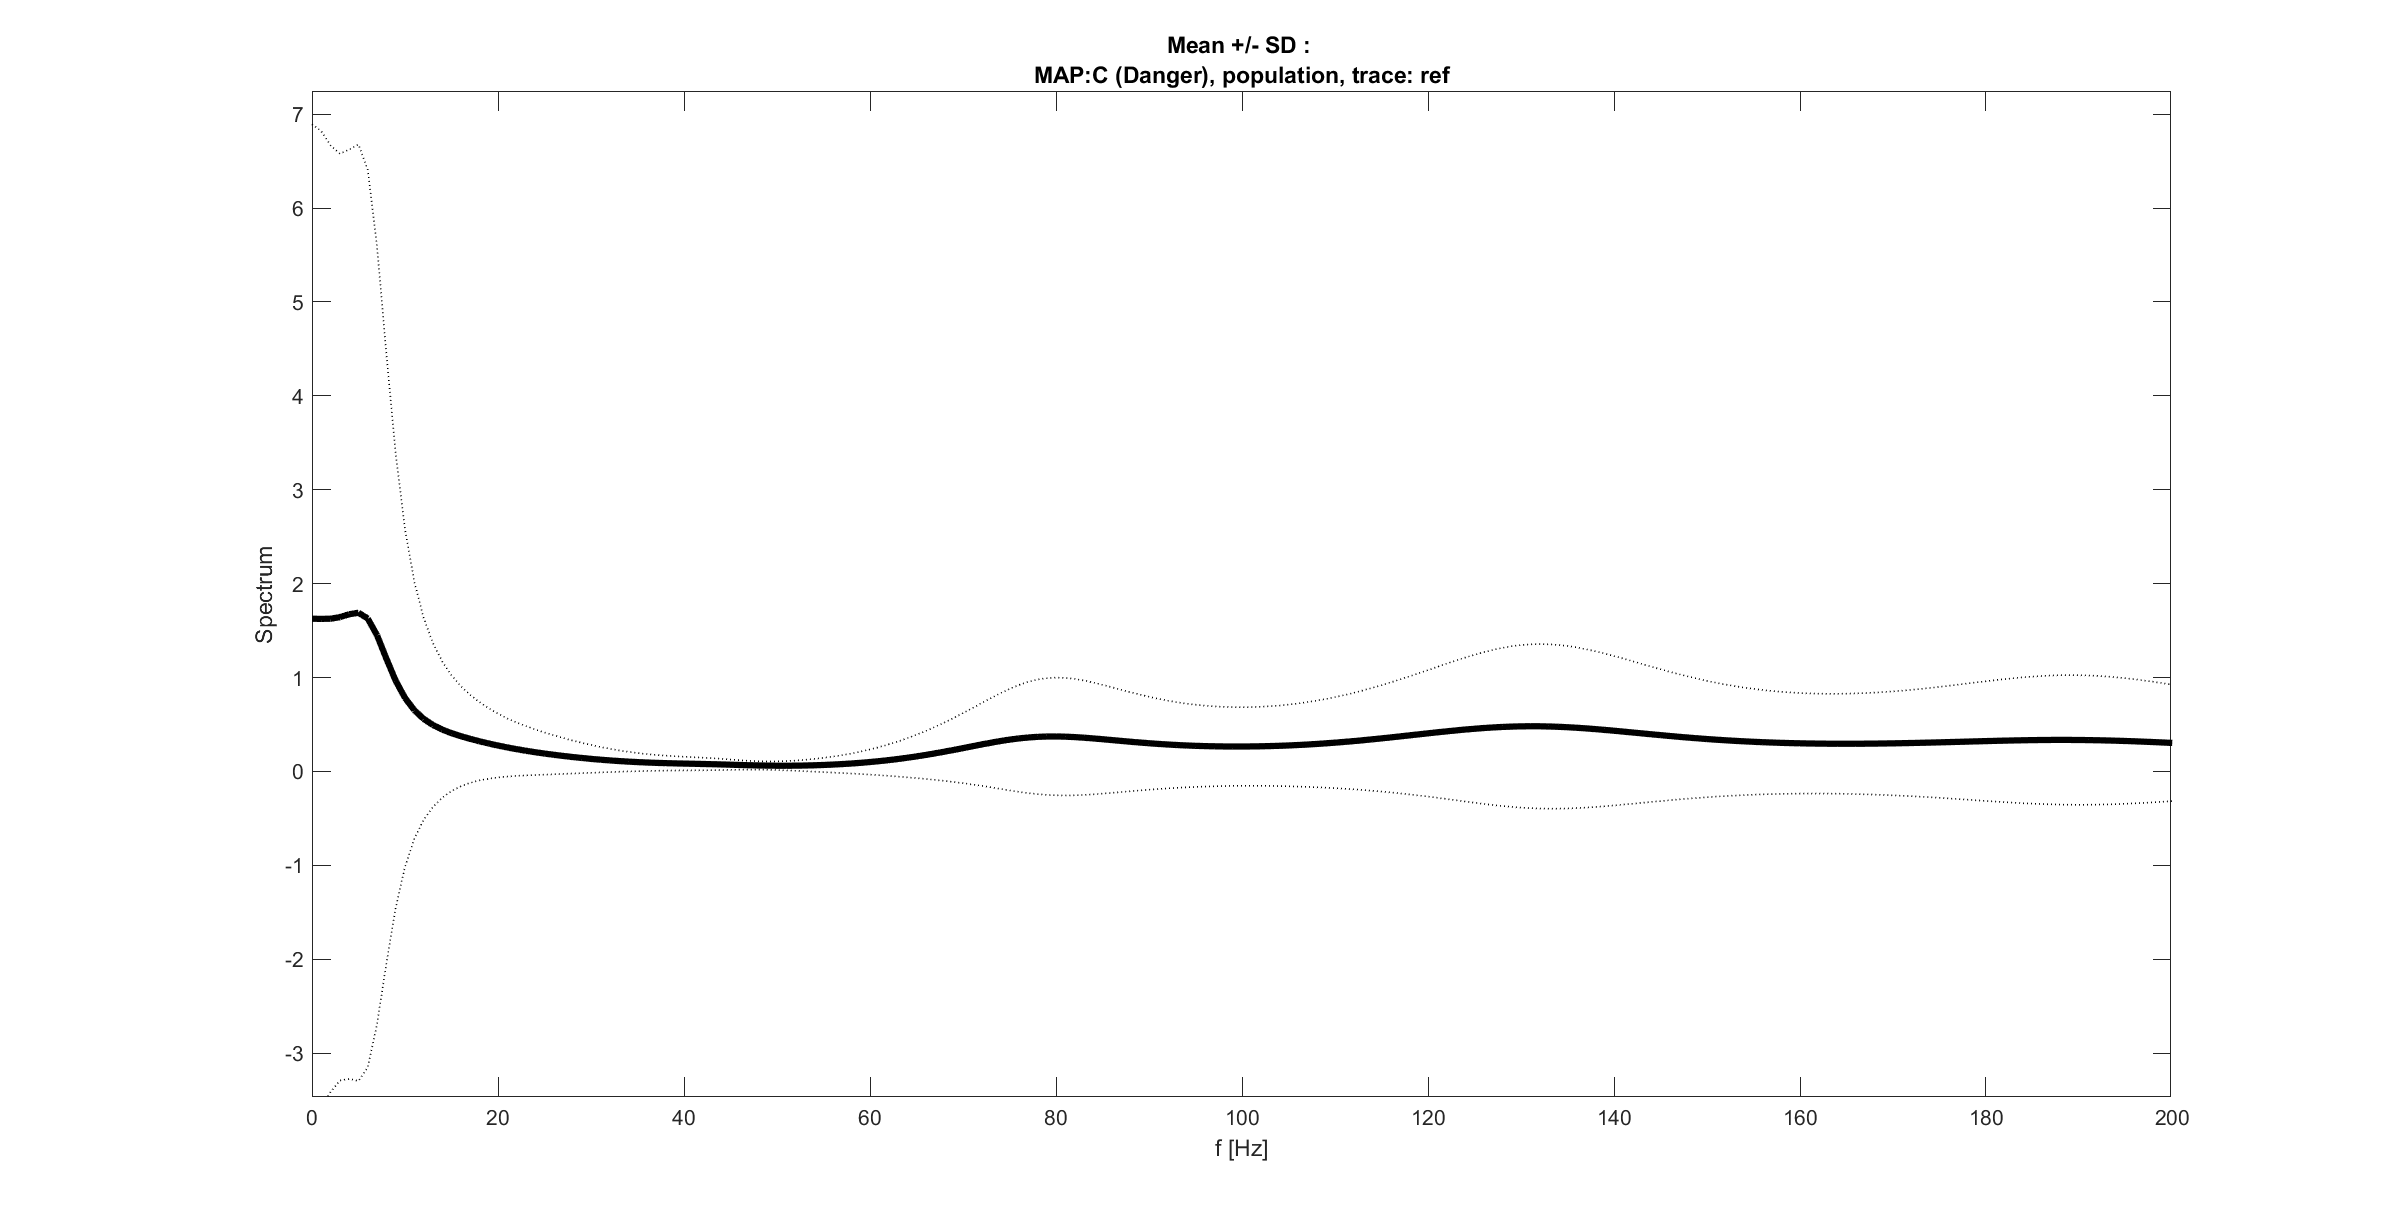 Mean +/- SD :
MAP:C (Danger), population, trace: ref
7
6
5
4
3
2
1
0
-1
-2
-3
Spectrum
0 20 40 60 80 100 120 140 160 180 200
f [Hz]